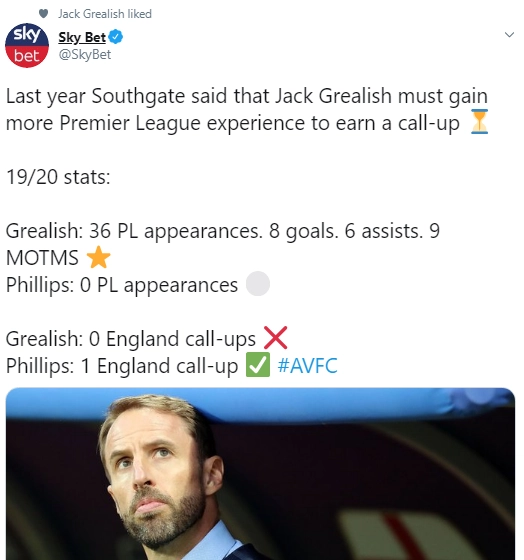 Jack Grealish liked
sky
bet
Sky Bet
@SkyBet
Last year Southgate said that Jack Grealish must gain
more Premier League experience to earn a call-up ⏳
19/20 stats:
Grealish: 36 PL appearances. 8 goals. 6 assists. 9
MOTMS ⭐
Phillips: 0 PL appearances ⚪
Grealish: 0 England call-ups ❌
Phillips: 1 England call-up ✅ #AVFC